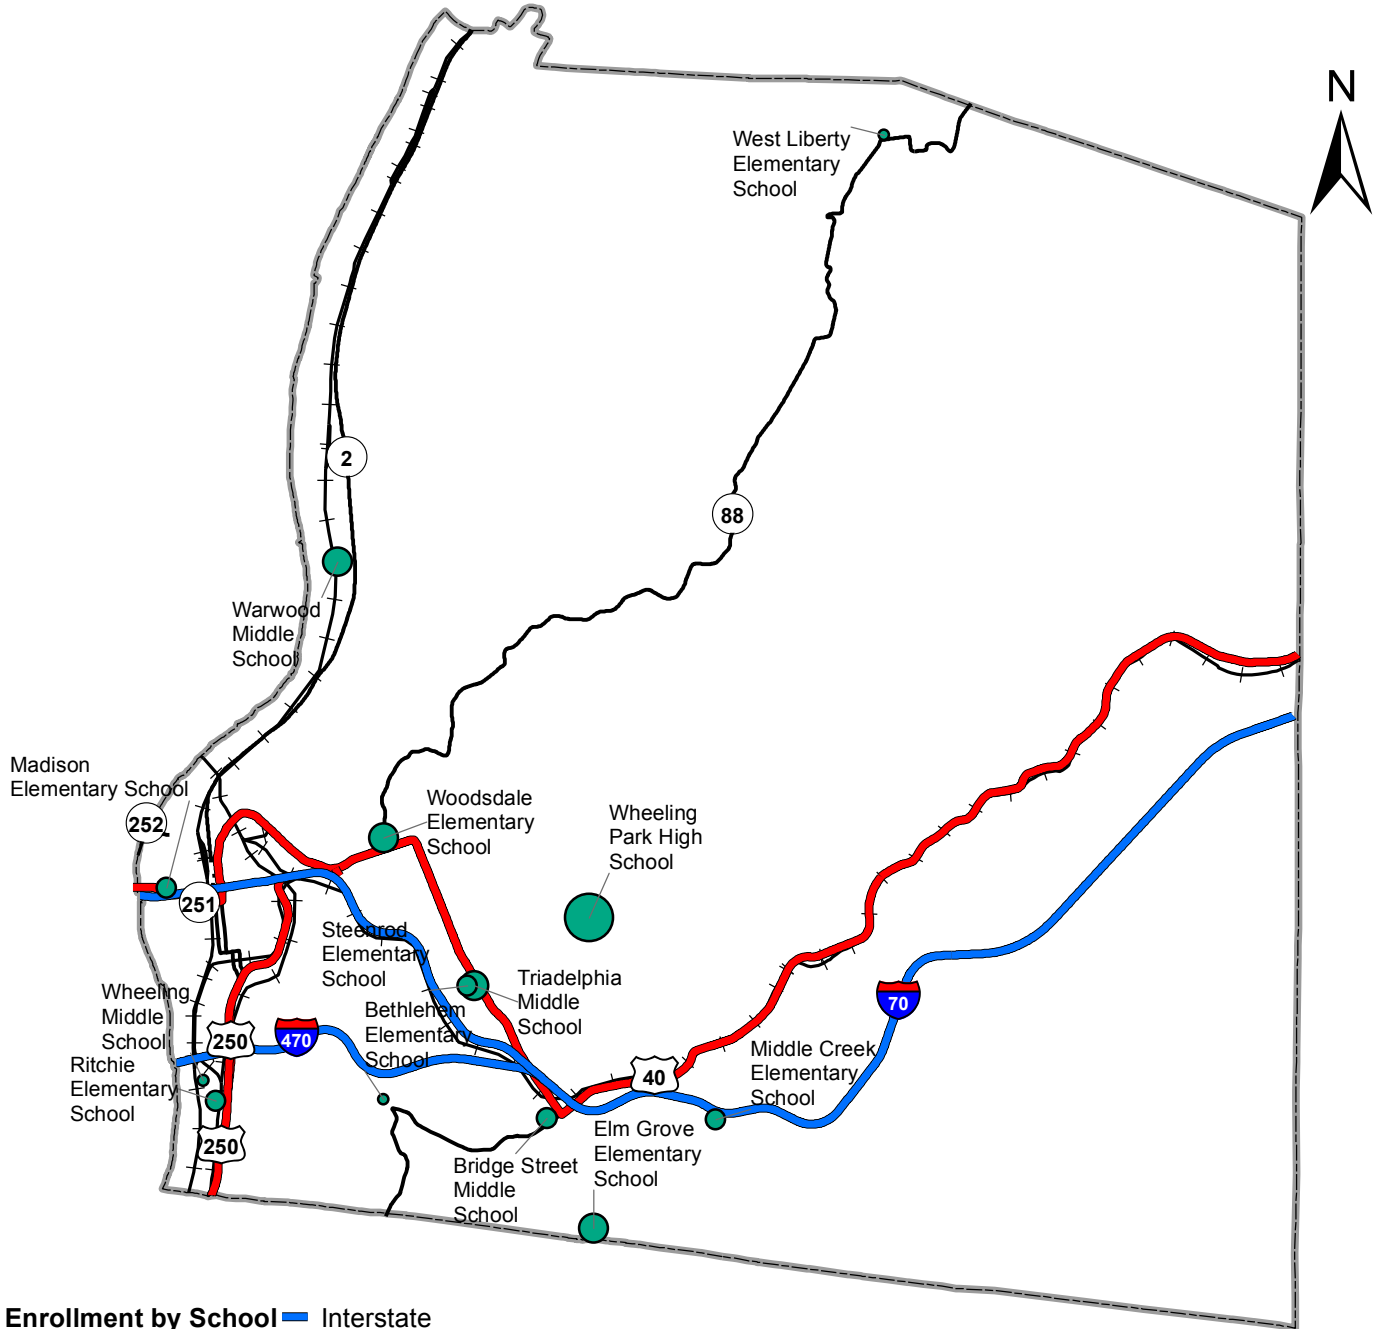 N
West Liberty
Elementary
School
2
88
Warwood
Middle
School
Madison
Elementary School
252
Woodsdale
Elementary
School
Wheeling
Park High
School
251
Steenrod
Elementary
School
Triadelphia
Middle
School
Wheeling
Middle
School
Bethlehem
Elementary
School
70
250
470
Ritchie
Elementary
School
40
Middle Creek
Elementary
School
250
Elm Grove
Elementary
School
Bridge Street
Middle
School
Enrollment by School
Interstate